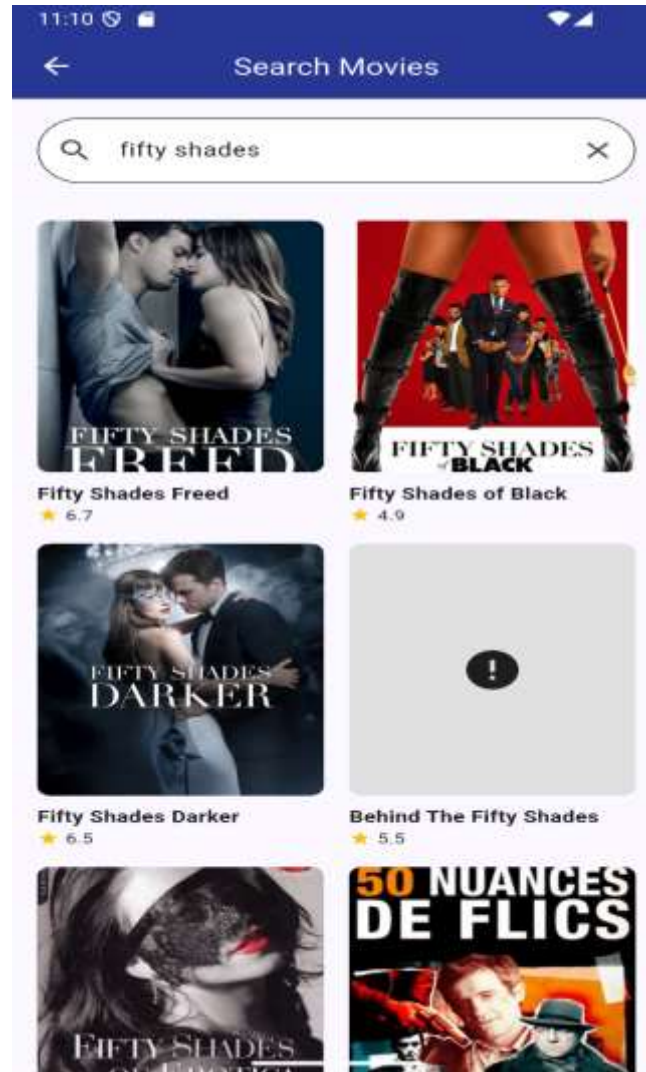 11:10
Search Movies
fifty shades
FIFTY SHADES
FREED
FIFTY SHADES
of BLACK
Fifty Shades Freed
6.7
Fifty Shades of Black
4.9
FIFTY SHADES
DARKER
Fifty Shades Darker
6.5
Behind The Fifty Shades
5.5
FIFTY SHADES
50 NUANCES
DE FLICS